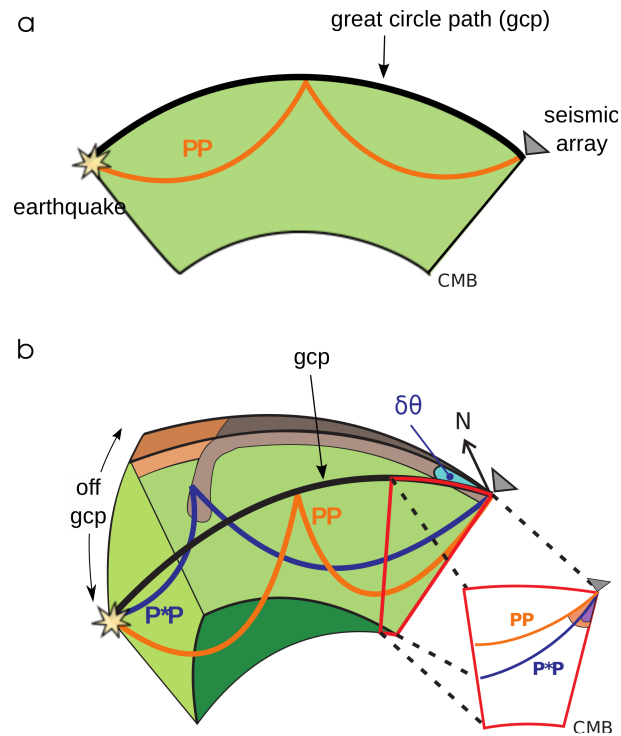 a
great circle path (gcp)
seismic
array
PP
earthquake
CMB
b
gcp
δθ
N
off
gcp
PP
P*P
PP
P*P
CMB